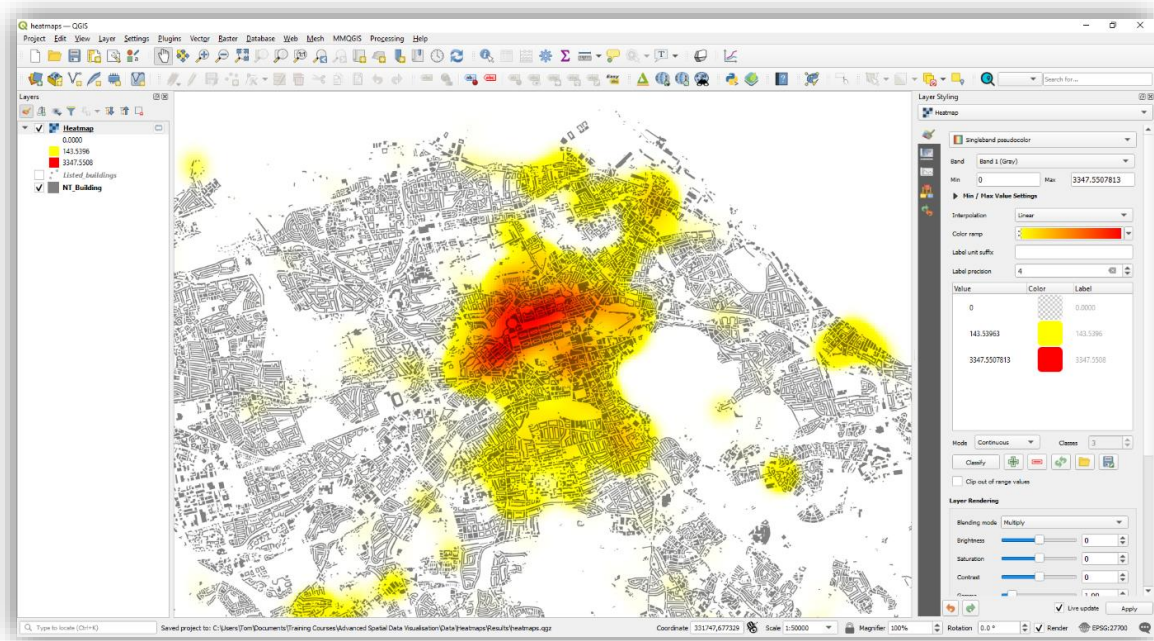 heatmaps — QGIS
Project Edit View Layer Settings Plugins Vector Raster Database Web Mesh MMQGIS Processing Help
Search for...
Layers
Heatmap
0.0000
143.5396
3347.5508
Listed_buildings
NT_Building
Layer Styling
Heatmap
Singleband pseudocolor
Band Band 1 (Gray)
Min 0 Max 3347.5507813
Min / Max Value Settings
Interpolation Linear
Color ramp
Label unit suffix
Label precision 4
Value Color Label
0 0.0000
143.53963 143.5396
3347.5507813 3347.5508
Mode Continuous Classes 3
Classify
Clip out of range values
Layer Rendering
Blending mode Multiply
Brightness 0
Saturation 0
Contrast 0
Gamma 1.00
Live update Apply
Type to locate (Ctrl+K) Saved project to: C:\Users\Tom\Documents\Training Courses\Advanced Spatial Data Visualisation\Data\Heatmaps\Results\heatmaps.qgz Coordinate 331747,677329 Scale 1:50000 Magnifier 100% Rotation 0.0 ° Render EPSG:27700